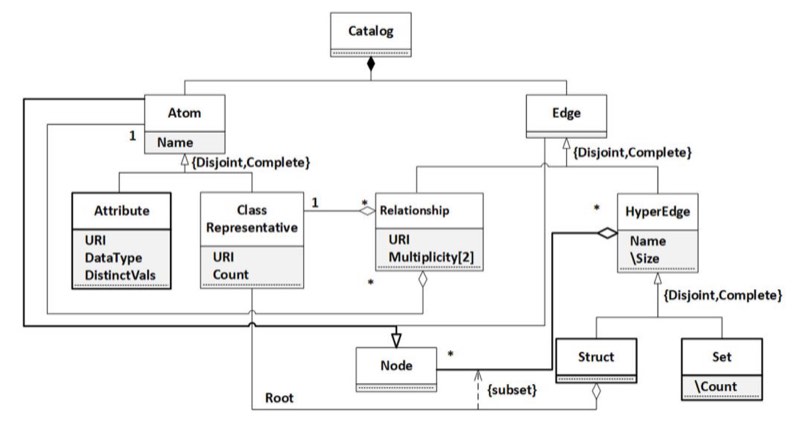 Catalog
Atom
Name
Edge
1
{Disjoint,Complete}
{Disjoint,Complete}
Attribute
URI
DataType
DistinctVals
Class
Representative
URI
Count
1
*
Relationship
URI
Multiplicity[2]
*
*
HyperEdge
Name
\Size
{Disjoint,Complete}
Node
*
Struct
Set
\Count
{subset}
Root